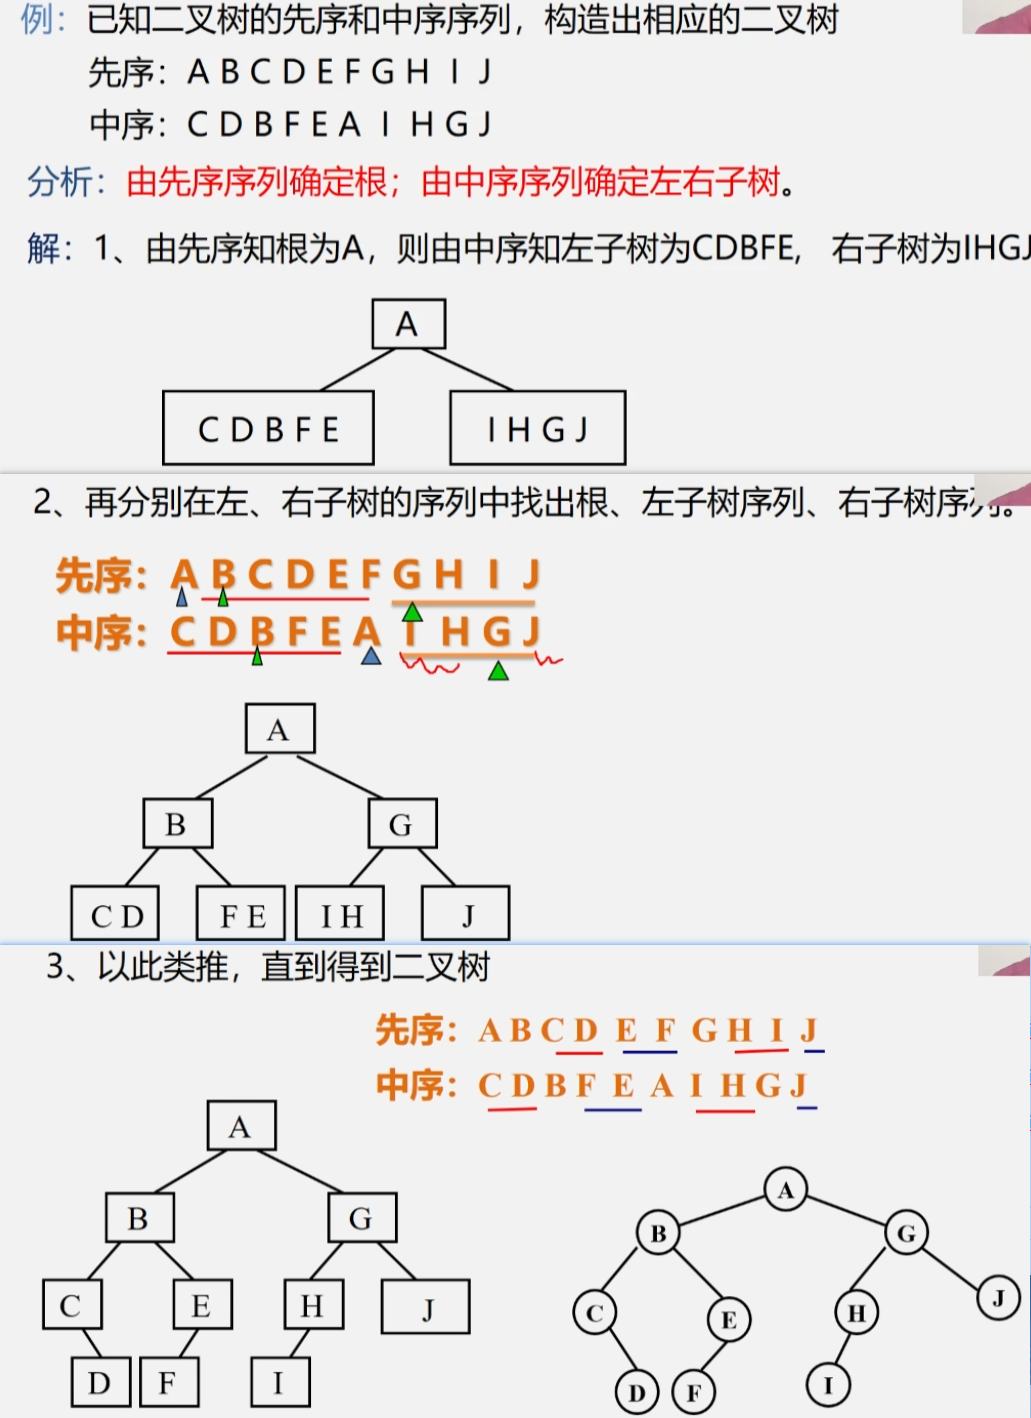 例：已知二叉树的先序和中序序列，构造出相应的二叉树
先序：A B C D E F G H I J
中序：C D B F E A I H G J
分析：由先序序列确定根；由中序序列确定左右子树。
解：1、由先序知根为A，则由中序知左子树为CDBFE, 右子树为IHGJ
A
C D B F E
I H G J
2、再分别在左、右子树的序列中找出根、左子树序列、右子树序列。
先序：A B C D E F G H I J
中序：C D B F E A I H G J
A
B G
C D F E I H J
3、以此类推，直到得到二叉树
先序：A B C D E F G H I J
中序：C D B F E A I H G J
A
B G
C E H J
D F I
A
B G
C E H J
D F I